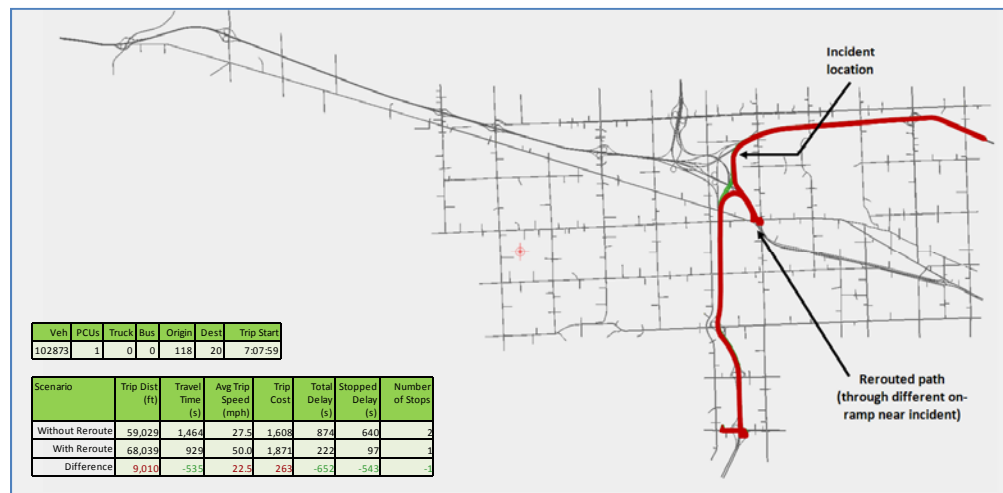 Incident
location
Veh PCUs Truck Bus Origin Dest Trip Start
102873 1 0 0 118 20 7:07:59
Scenario Trip Dist (ft) Travel Time (s) Avg Trip Speed (mph) Trip Cost Total Delay (s) Stopped Delay (s) Number of Stops
Without Reroute 59,029 1,464 27.5 1,608 874 640 2
With Reroute 68,039 929 50.0 1,871 222 97 1
Difference 9,010 -535 22.5 263 -652 -543 -1
Rerouted path
(through different on-
ramp near incident)